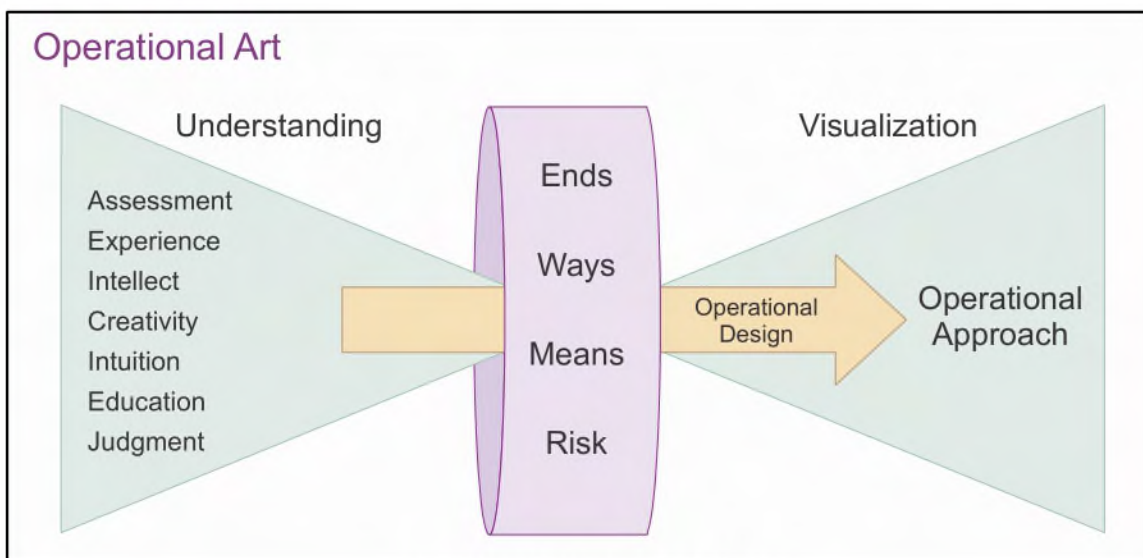 Operational Art
Understanding
Assessment
Experience
Intellect
Creativity
Intuition
Education
Judgment
Ends
Ways
Means
Risk
Visualization
Operational
Design
Operational
Approach